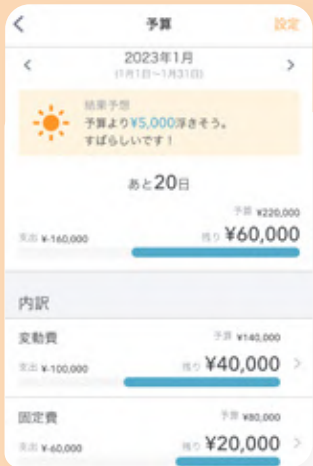 予算 設定
2023年1月
(1月1日~1月31日)
結果予想
予算より¥5,000浮きそう。
すばらしいです！
あと20日
予算 ¥220,000
支出 ¥-160,000 残り ¥60,000
内訳
変動費 予算 ¥140,000
支出 ¥-100,000 残り ¥40,000
固定費 予算 ¥80,000
支出 ¥-60,000 残り ¥20,000